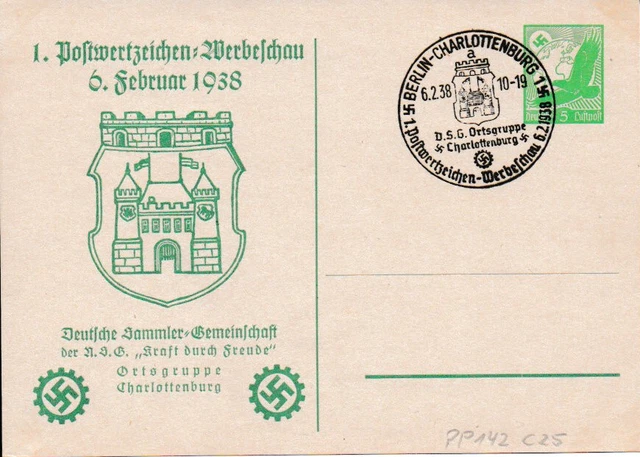 1. Postwertzeichen-Werbeschau
6. Februar 1938
Deutsche Sammler-Gemeinschaft
der N.S.G. „Kraft durch Freude“
Ortsgruppe
Charlottenburg
BERLIN-CHARLOTTENBURG 1
a
6.2.38 10-19
D.S.G. Ortsgruppe
Charlottenburg
1. Postwertzeichen-Werbeschau 6.2.1938
5 Luftpost
PP142 C25